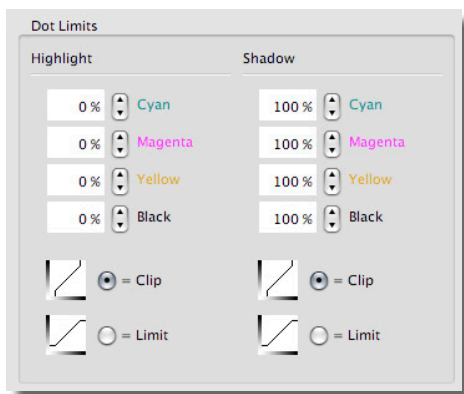 Dot Limits
Highlight Shadow
0 % Cyan 100 % Cyan
0 % Magenta 100 % Magenta
0 % Yellow 100 % Yellow
0 % Black 100 % Black
= Clip = Clip
= Limit = Limit